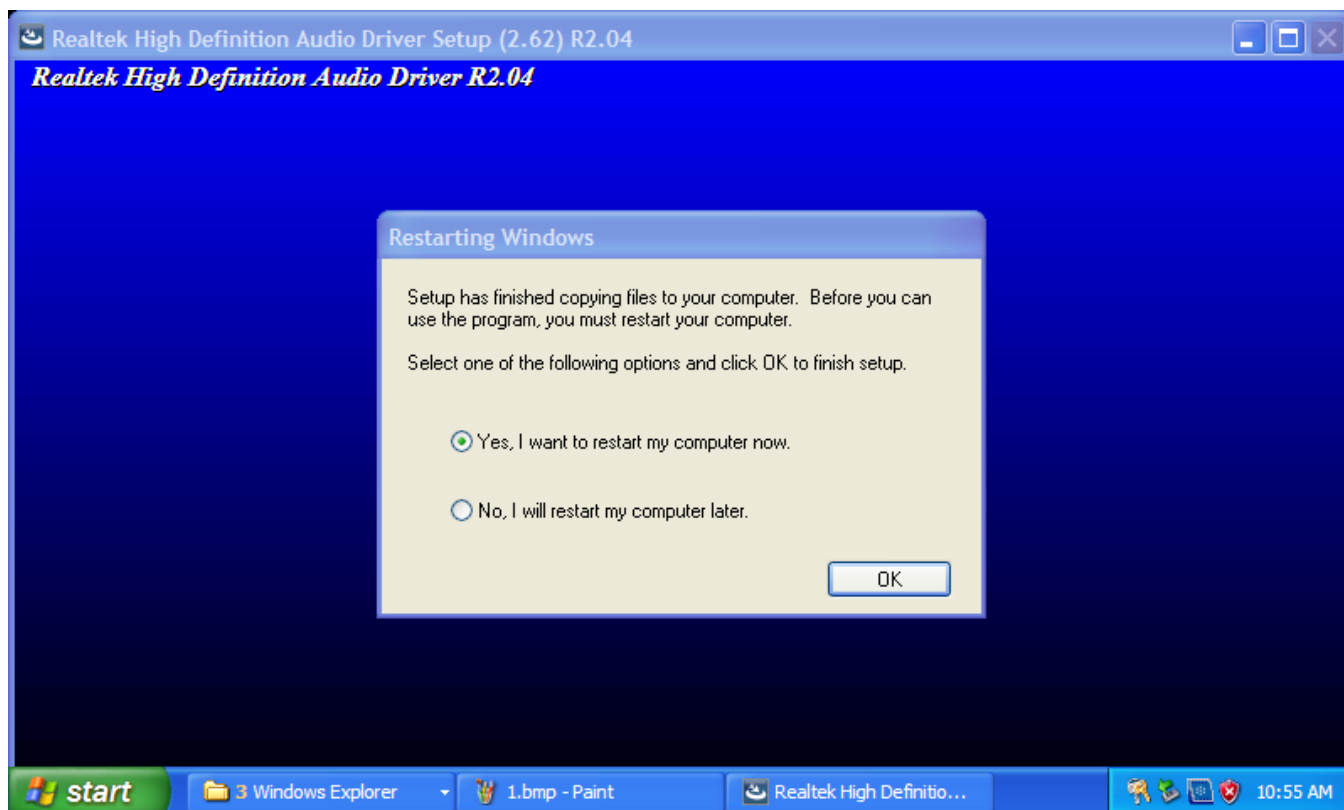 Realtek High Definition Audio Driver Setup (2.62) R2.04
Realtek High Definition Audio Driver R2.04
Restarting Windows
Setup has finished copying files to your computer.  Before you can
use the program, you must restart your computer.
Select one of the following options and click OK to finish setup.
Yes, I want to restart my computer now.
No, I will restart my computer later.
OK
start
3 Windows Explorer
1.bmp - Paint
Realtek High Definitio...
10:55 AM